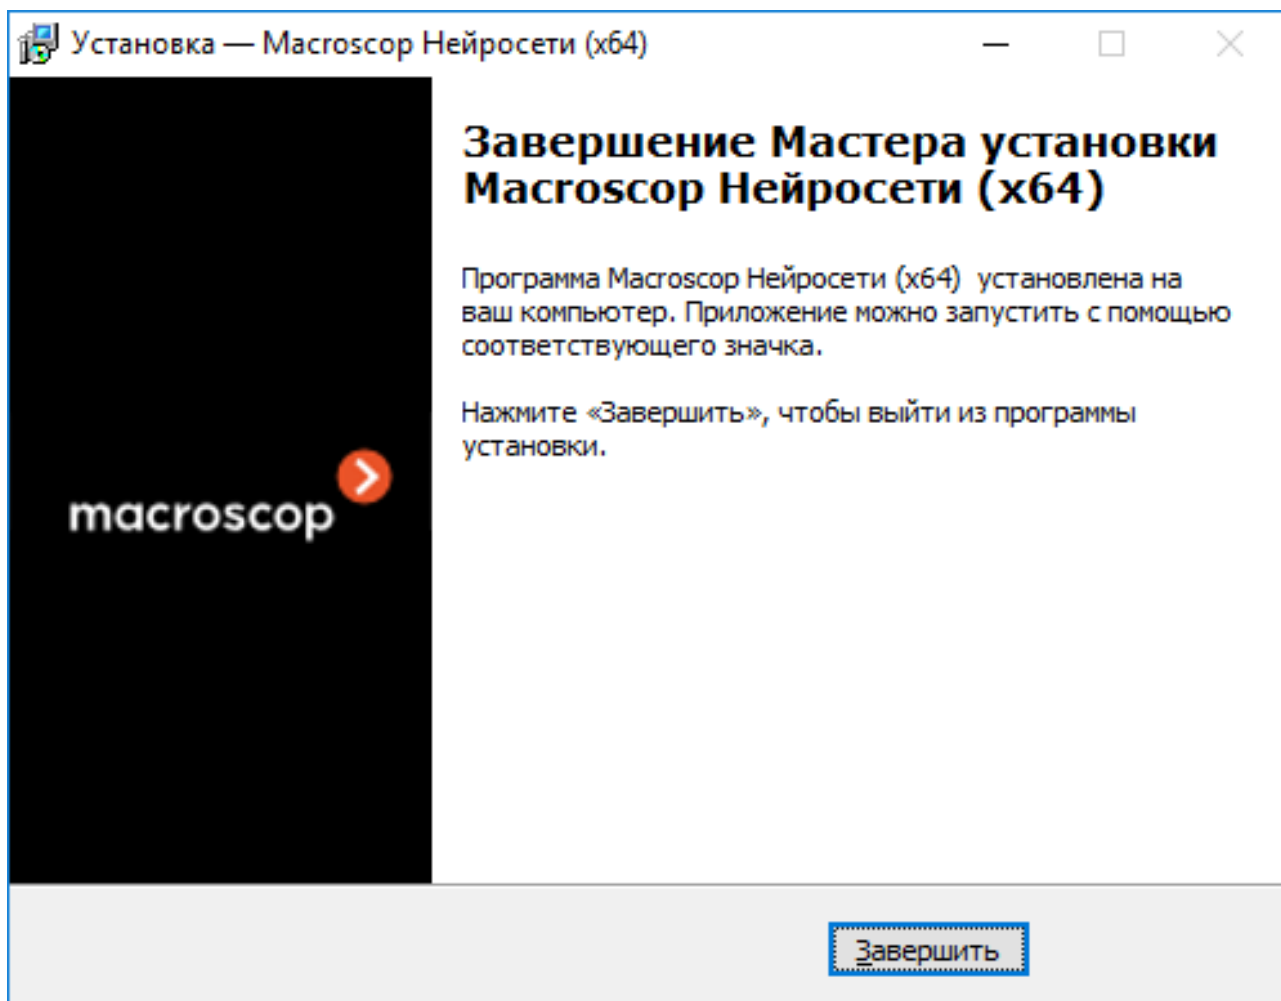 Установка — Macroscop Нейросети (x64)
Завершение Мастера установки
Macroscop Нейросети (x64)
Программа Macroscop Нейросети (x64)  установлена на
ваш компьютер. Приложение можно запустить с помощью
соответствующего значка.
Нажмите «Завершить», чтобы выйти из программы
установки.
macroscop
Завершить